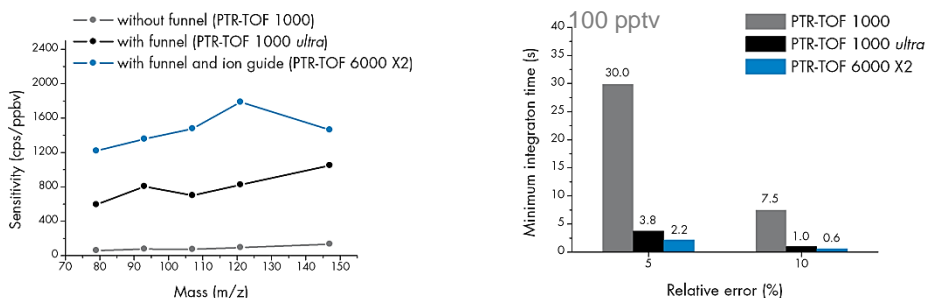 without funnel (PTR-TOF 1000)
with funnel (PTR-TOF 1000 ultra)
with funnel and ion guide (PTR-TOF 6000 X2)
2400
2000
1600
1200
800
400
0
Sensitivity (cps/ppbv)
70 80 90 100 110 120 130 140 150
Mass (m/z)
100 pptv
PTR-TOF 1000
PTR-TOF 1000 ultra
PTR-TOF 6000 X2
40
35
30
25
20
15
10
5
0
Minimum integraton time (s)
30.0
3.8
2.2
7.5
1.0
0.6
5 10
Relative error (%)